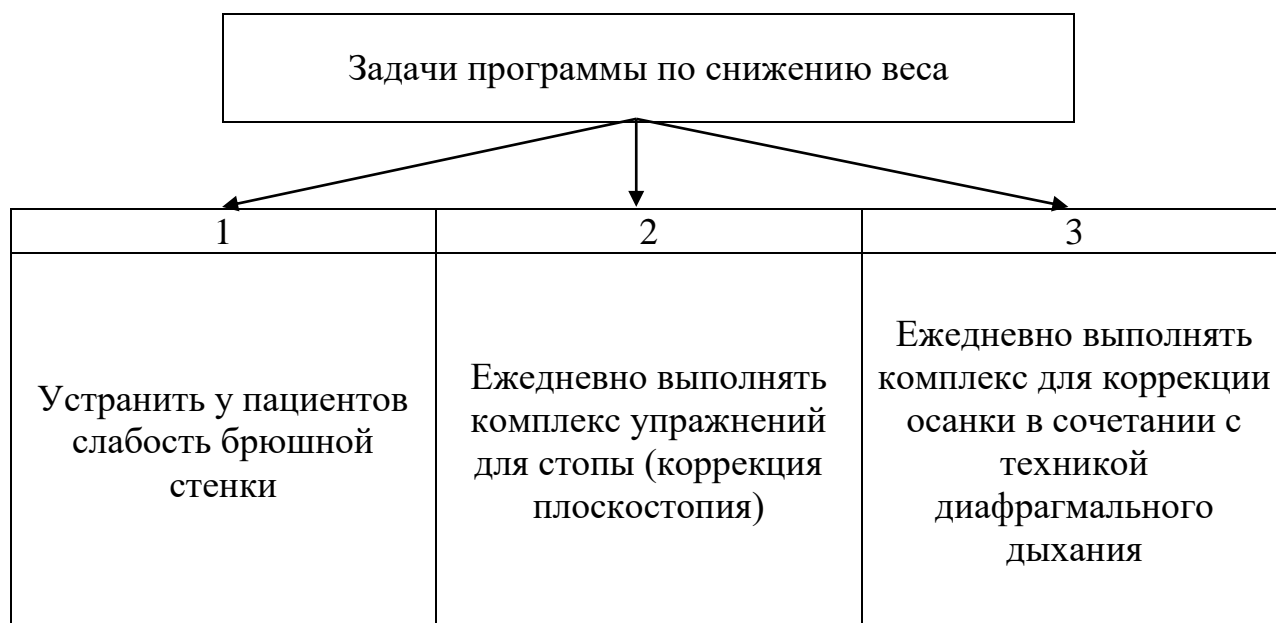 Задачи программы по снижению веса
1
2
3
Устранить у пациентов
слабость брюшной
стенки
Ежедневно выполнять
комплекс упражнений
для стопы (коррекция
плоскостопия)
Ежедневно выполнять
комплекс для коррекции
осанки в сочетании с
техникой
диафрагмального
дыхания